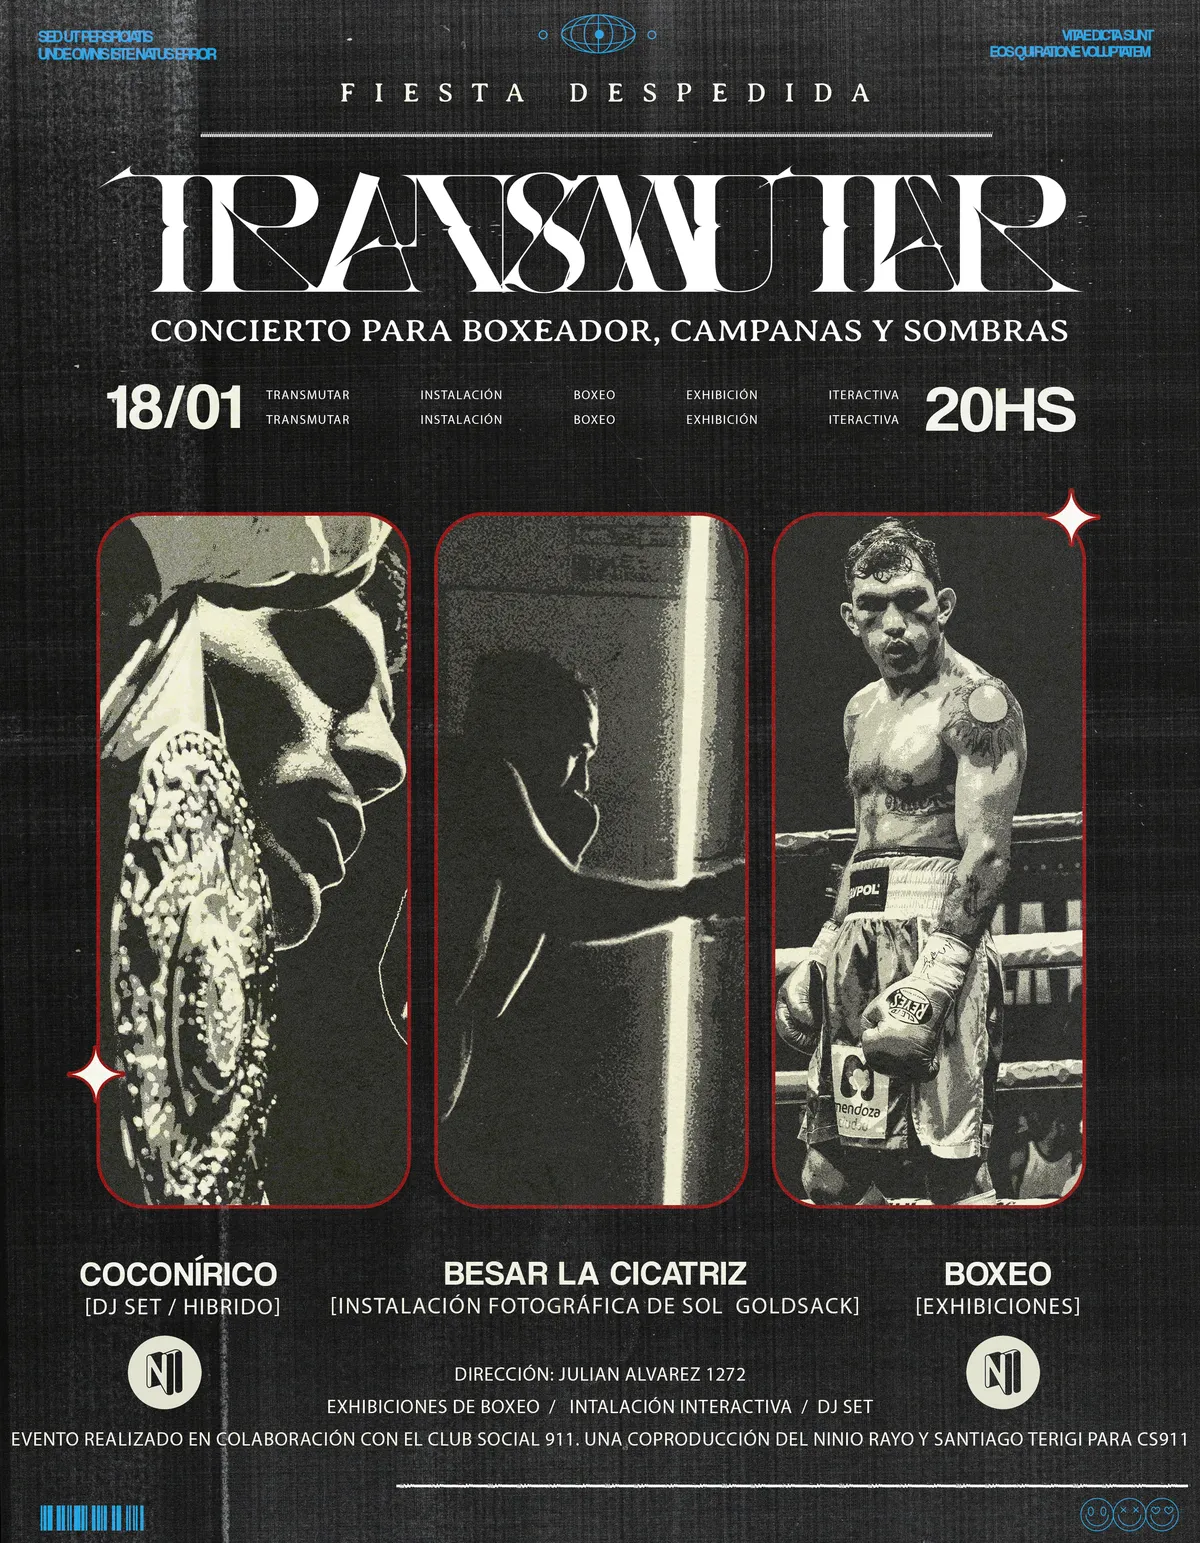 SED UT PERSPICIATIS
UNDE OMNIS ISTE NATUS ERROR
VITAE DICTA SUNT
EOS QUI RATIONE VOLUPTATEM
FIESTA DESPEDIDA
TRANSMUTER
CONCIERTO PARA BOXEADOR, CAMPANAS Y SOMBRAS
18/01
TRANSMUTAR INSTALACIÓN BOXEO EXHIBICIÓN ITERACTIVA
TRANSMUTAR INSTALACIÓN BOXEO EXHIBICIÓN ITERACTIVA
20HS
REYES
mendoza
COCONÍRICO
[DJ SET / HIBRIDO]
BESAR LA CICATRIZ
[INSTALACIÓN FOTOGRÁFICA DE SOL GOLDSACK]
BOXEO
[EXHIBICIONES]
DIRECCIÓN: JULIAN ALVAREZ 1272
EXHIBICIONES DE BOXEO / INTALACIÓN INTERACTIVA / DJ SET
EVENTO REALIZADO EN COLABORACIÓN CON EL CLUB SOCIAL 911. UNA COPRODUCCIÓN DEL NINIO RAYO Y SANTIAGO TERIGI PARA CS911